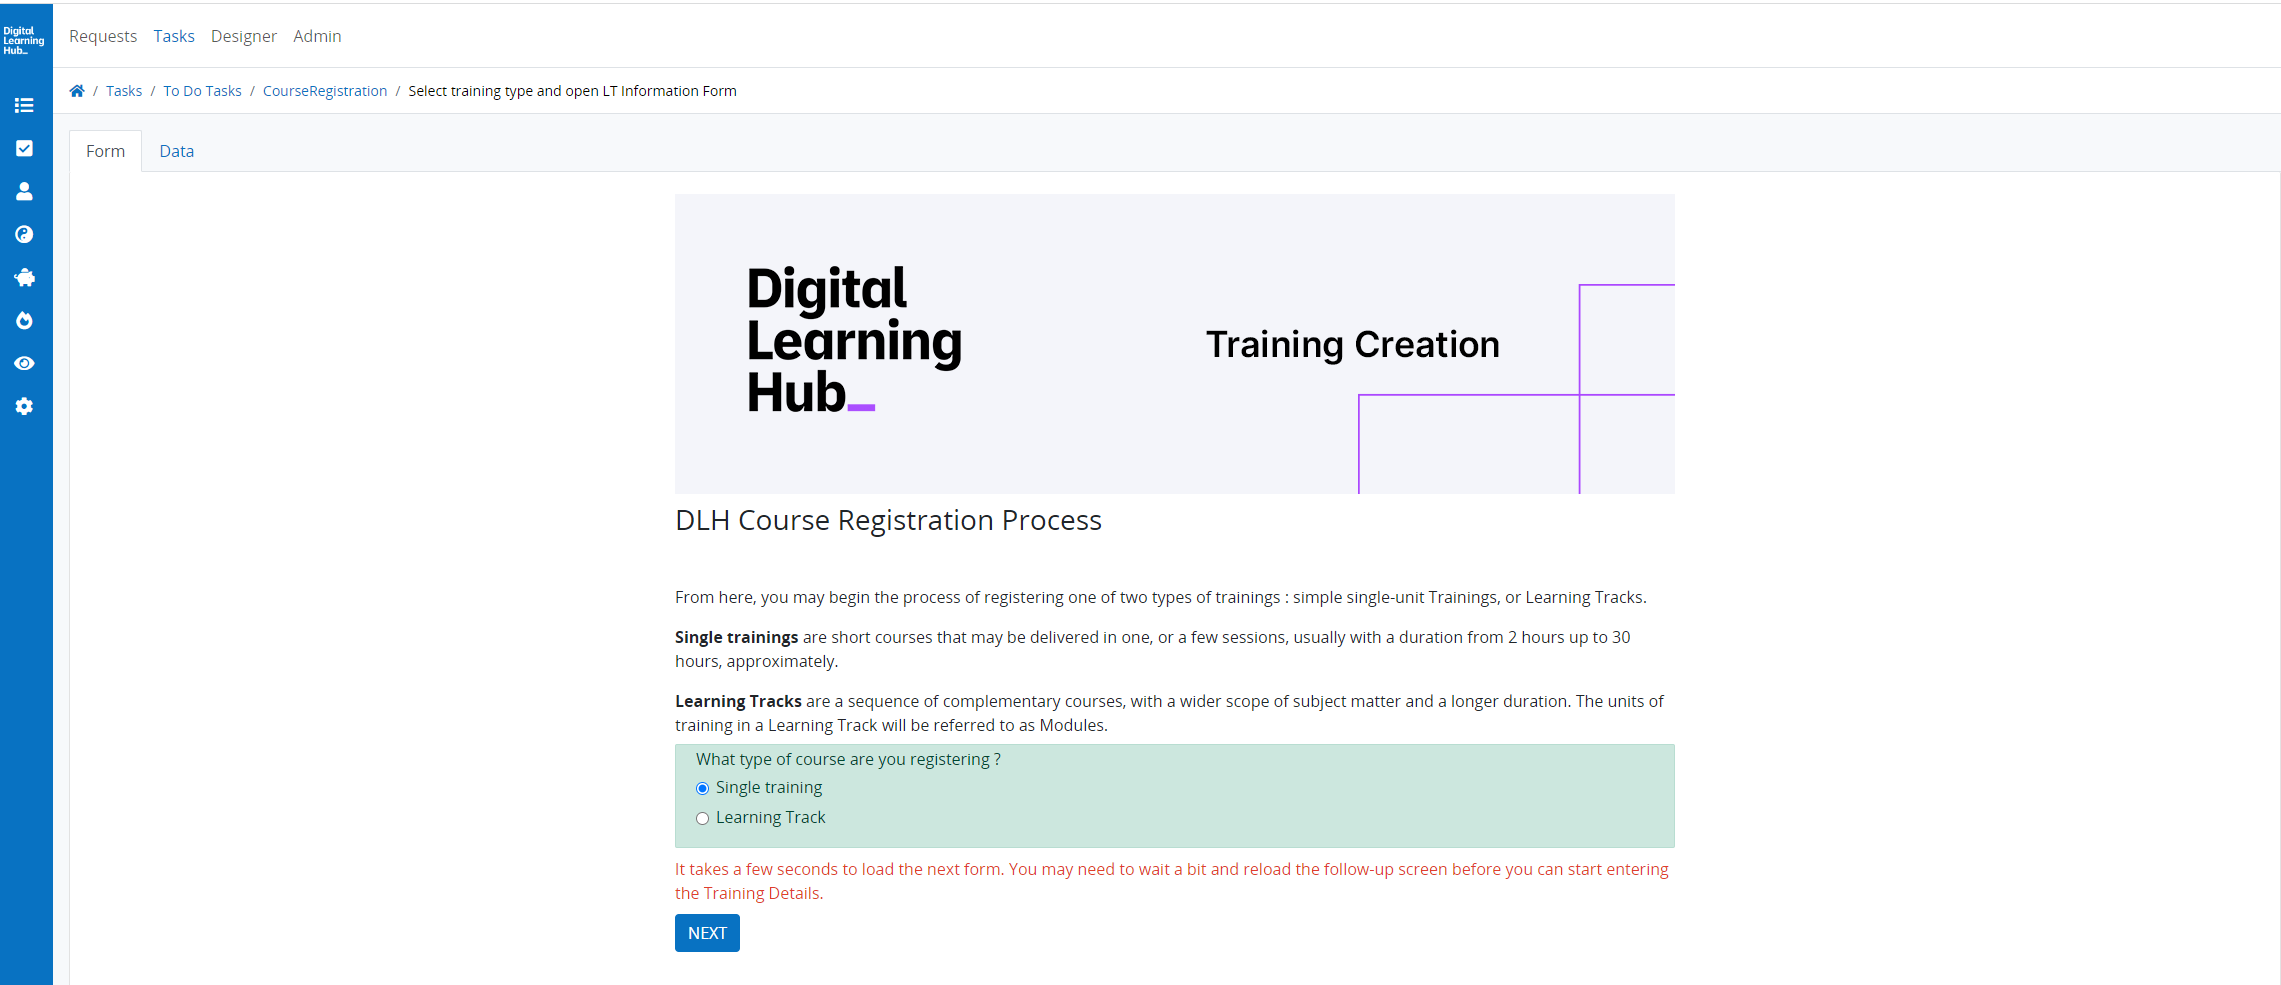 Digital
Learning
Hub_
Requests Tasks Designer Admin
/ Tasks / To Do Tasks / CourseRegistration / Select training type and open LT Information Form
Form Data
Digital
Learning
Hub_
Training Creation
DLH Course Registration Process
From here, you may begin the process of registering one of two types of trainings : simple single-unit Trainings, or Learning Tracks.
Single trainings are short courses that may be delivered in one, or a few sessions, usually with a duration from 2 hours up to 30
hours, approximately.
Learning Tracks are a sequence of complementary courses, with a wider scope of subject matter and a longer duration. The units of
training in a Learning Track will be referred to as Modules.
What type of course are you registering ?
Single training
Learning Track
It takes a few seconds to load the next form. You may need to wait a bit and reload the follow-up screen before you can start entering
the Training Details.
NEXT